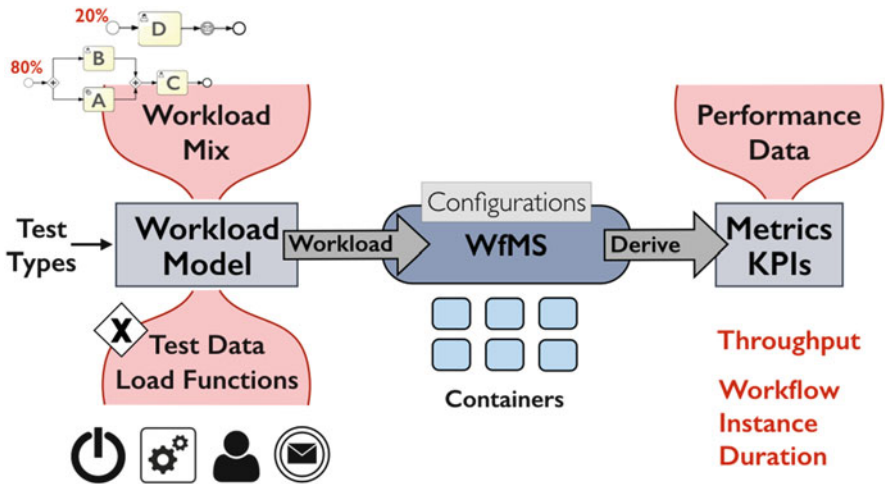 20%
D
80%
B
A
C
Workload
Mix
Performance
Data
Test
Types
Workload
Model
Workload
Configurations
WfMS
Derive
Metrics
KPIs
X
Test Data
Load Functions
Containers
Throughput
Workflow
Instance
Duration